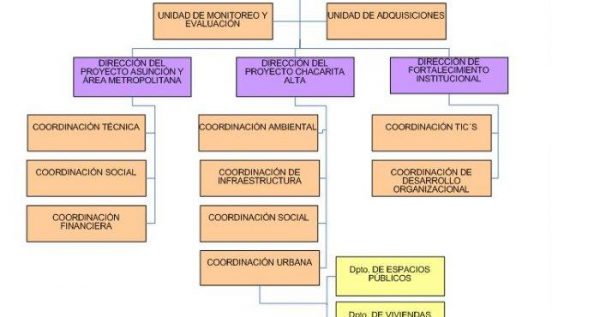 UNIDAD DE MONITOREO Y
EVALUACIÓN
UNIDAD DE ADQUISICIONES
DIRECCIÓN DEL
PROYECTO ASUNCIÓN Y
ÁREA METROPOLITANA
DIRECCIÓN DEL
PROYECTO CHACARITA
ALTA
DIRECCIÓN DE
FORTALECIMIENTO
INSTITUCIONAL
COORDINACIÓN TÉCNICA
COORDINACIÓN SOCIAL
COORDINACIÓN
FINANCIERA
COORDINACIÓN AMBIENTAL
COORDINACIÓN DE
INFRAESTRUCTURA
COORDINACIÓN SOCIAL
COORDINACIÓN URBANA
Dpto. DE ESPACIOS
PÚBLICOS
Dpto. DE VIVIENDAS
COORDINACIÓN TIC´S
COORDINACIÓN DE
DESARROLLO
ORGANIZACIONAL